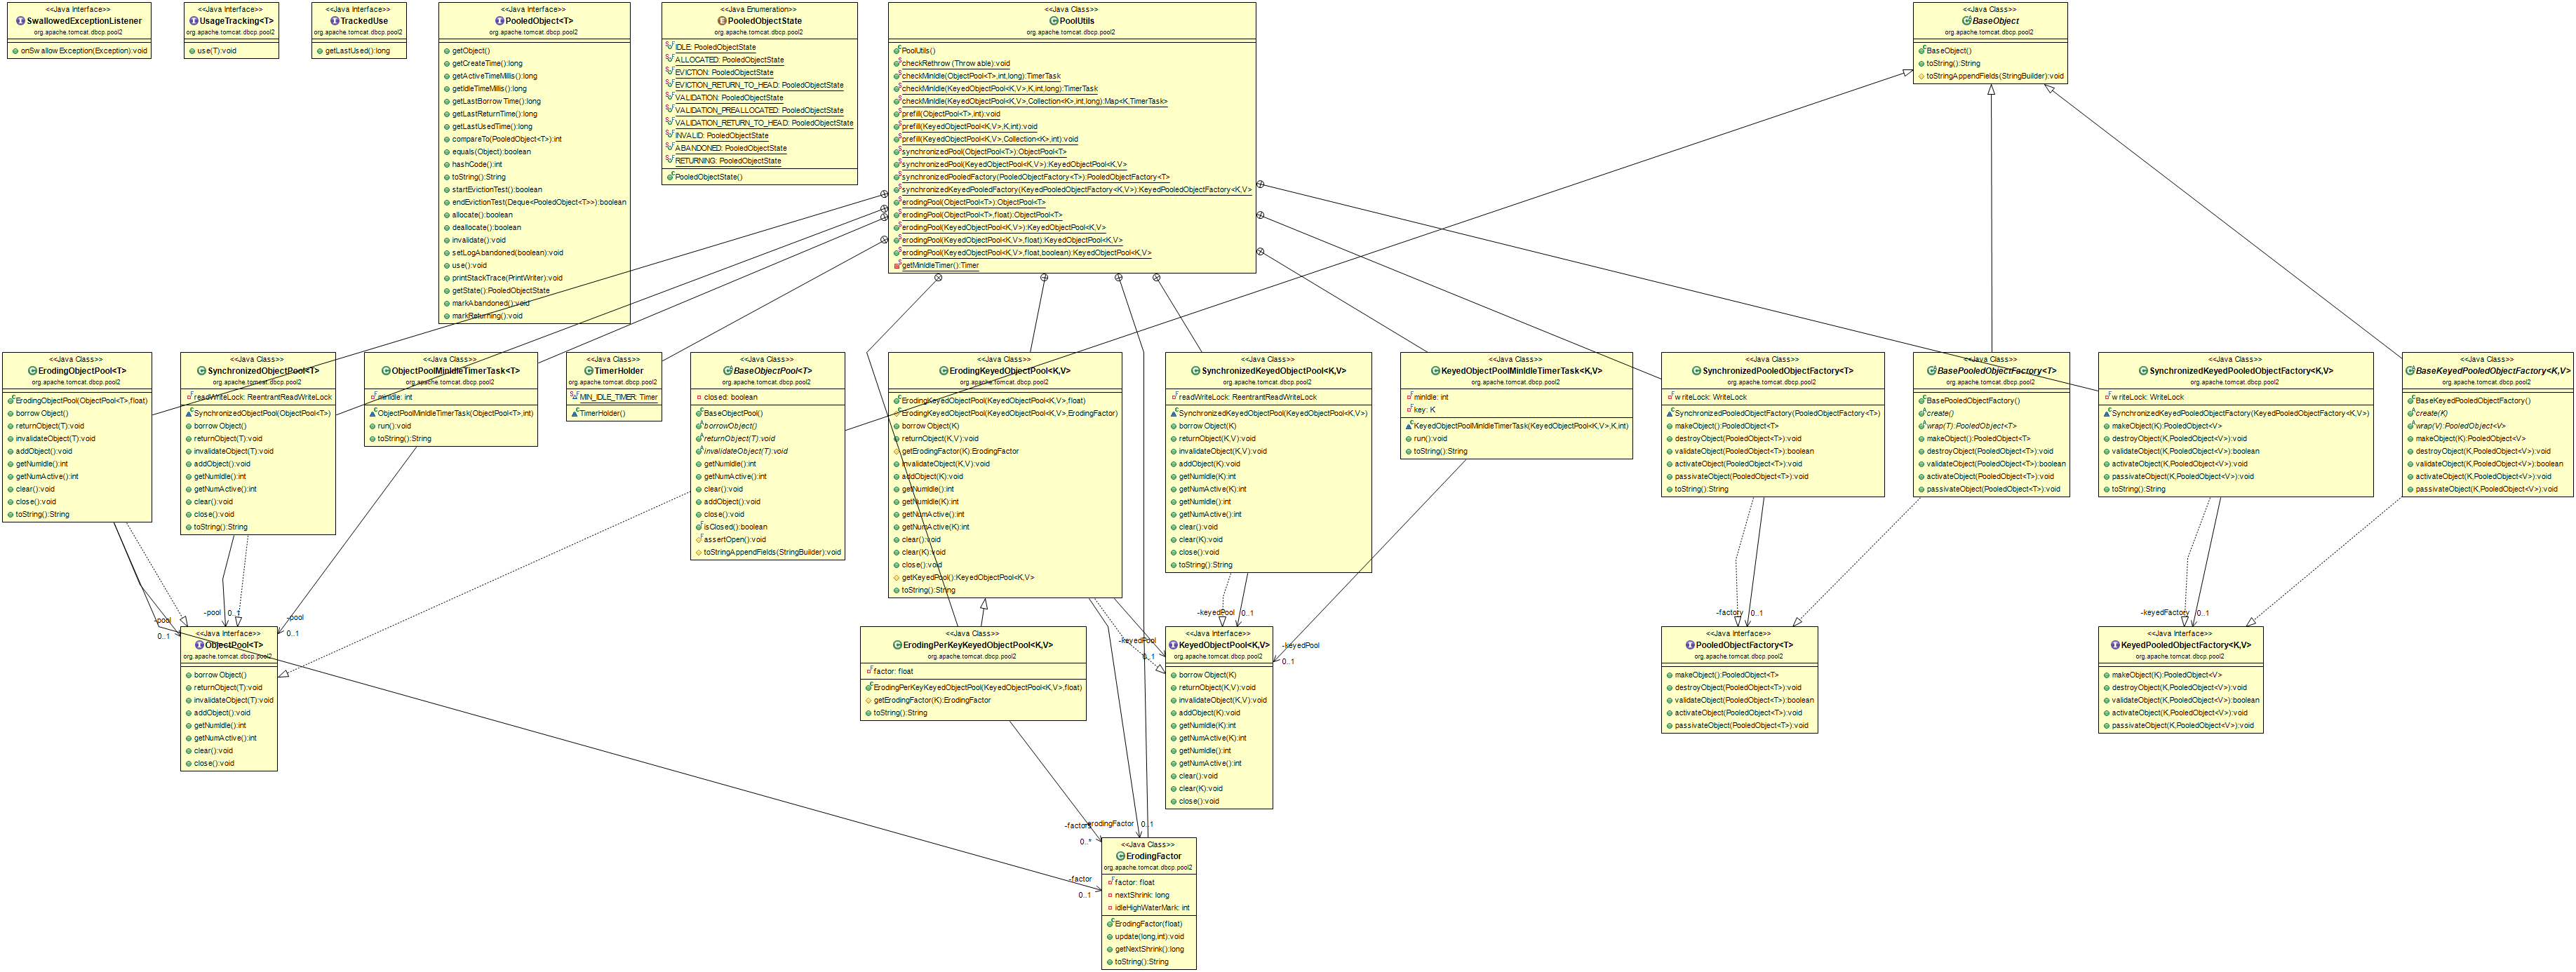 <<Java Interface>>
SwallowedExceptionListener
org.apache.tomcat.dbcp.pool2
onSwallowException(Exception):void
<<Java Interface>>
UsageTracking<T>
org.apache.tomcat.dbcp.pool2
use(T):void
<<Java Interface>>
TrackedUse
org.apache.tomcat.dbcp.pool2
getLastUsed():long
<<Java Interface>>
PooledObject<T>
org.apache.tomcat.dbcp.pool2
getObject()
getCreateTime():long
getActiveTimeMillis():long
getIdleTimeMillis():long
getLastBorrowTime():long
getLastReturnTime():long
getLastUsedTime():long
compareTo(PooledObject<T>):int
equals(Object):boolean
hashCode():int
toString():String
startEvictionTest():boolean
endEvictionTest(Deque<PooledObject<T>>):boolean
allocate():boolean
deallocate():boolean
invalidate():void
setLogAbandoned(boolean):void
use():void
printStackTrace(PrintWriter):void
getState():PooledObjectState
markAbandoned():void
markReturning():void
<<Java Enumeration>>
PooledObjectState
org.apache.tomcat.dbcp.pool2
IDLE: PooledObjectState
ALLOCATED: PooledObjectState
EVICTION: PooledObjectState
EVICTION_RETURN_TO_HEAD: PooledObjectState
VALIDATION: PooledObjectState
VALIDATION_PREALLOCATED: PooledObjectState
VALIDATION_RETURN_TO_HEAD: PooledObjectState
INVALID: PooledObjectState
ABANDONED: PooledObjectState
RETURNING: PooledObjectState
PooledObjectState()
<<Java Class>>
PoolUtils
org.apache.tomcat.dbcp.pool2
PoolUtils()
checkRethrow(Throwable):void
checkMinIdle(ObjectPool<T>,int,long):TimerTask
checkMinIdle(KeyedObjectPool<K,V>,K,int,long):TimerTask
checkMinIdle(KeyedObjectPool<K,V>,Collection<K>,int,long):Map<K,TimerTask>
prefill(ObjectPool<T>,int):void
prefill(KeyedObjectPool<K,V>,K,int):void
prefill(KeyedObjectPool<K,V>,Collection<K>,int):void
synchronizedPool(ObjectPool<T>):ObjectPool<T>
synchronizedPool(KeyedObjectPool<K,V>):KeyedObjectPool<K,V>
synchronizedPooledFactory(PooledObjectFactory<T>):PooledObjectFactory<T>
synchronizedKeyedPooledFactory(KeyedPooledObjectFactory<K,V>):KeyedPooledObjectFactory<K,V>
erodingPool(ObjectPool<T>):ObjectPool<T>
erodingPool(ObjectPool<T>,float):ObjectPool<T>
erodingPool(KeyedObjectPool<K,V>):KeyedObjectPool<K,V>
erodingPool(KeyedObjectPool<K,V>,float):KeyedObjectPool<K,V>
erodingPool(KeyedObjectPool<K,V>,float,boolean):KeyedObjectPool<K,V>
getMinIdleTimer():Timer
<<Java Class>>
BaseObject
org.apache.tomcat.dbcp.pool2
BaseObject()
toString():String
toStringAppendFields(StringBuilder):void
<<Java Class>>
ErodingObjectPool<T>
org.apache.tomcat.dbcp.pool2
ErodingObjectPool(ObjectPool<T>,float)
borrowObject()
returnObject(T):void
invalidateObject(T):void
addObject():void
getNumIdle():int
getNumActive():int
clear():void
close():void
toString():String
<<Java Class>>
SynchronizedObjectPool<T>
org.apache.tomcat.dbcp.pool2
readWriteLock: ReentrantReadWriteLock
SynchronizedObjectPool(ObjectPool<T>)
borrowObject()
returnObject(T):void
invalidateObject(T):void
addObject():void
getNumIdle():int
getNumActive():int
clear():void
close():void
toString():String
<<Java Class>>
ObjectPoolMinIdleTimerTask<T>
org.apache.tomcat.dbcp.pool2
minIdle: int
ObjectPoolMinIdleTimerTask(ObjectPool<T>,int)
run():void
toString():String
<<Java Class>>
TimerHolder
org.apache.tomcat.dbcp.pool2
MIN_IDLE_TIMER: Timer
TimerHolder()
<<Java Class>>
BaseObjectPool<T>
org.apache.tomcat.dbcp.pool2
closed: boolean
BaseObjectPool()
borrowObject()
returnObject(T):void
invalidateObject(T):void
getNumIdle():int
getNumActive():int
clear():void
addObject():void
close():void
isClosed():boolean
assertOpen():void
toStringAppendFields(StringBuilder):void
<<Java Class>>
ErodingKeyedObjectPool<K,V>
org.apache.tomcat.dbcp.pool2
ErodingKeyedObjectPool(KeyedObjectPool<K,V>,float)
ErodingKeyedObjectPool(KeyedObjectPool<K,V>,ErodingFactor)
borrowObject(K)
returnObject(K,V):void
getErodingFactor(K):ErodingFactor
invalidateObject(K,V):void
addObject(K):void
getNumIdle():int
getNumIdle(K):int
getNumActive():int
getNumActive(K):int
clear():void
clear(K):void
close():void
getKeyedPool():KeyedObjectPool<K,V>
toString():String
<<Java Class>>
SynchronizedKeyedObjectPool<K,V>
org.apache.tomcat.dbcp.pool2
readWriteLock: ReentrantReadWriteLock
SynchronizedKeyedObjectPool(KeyedObjectPool<K,V>)
borrowObject(K)
returnObject(K,V):void
invalidateObject(K,V):void
addObject(K):void
getNumIdle(K):int
getNumActive(K):int
getNumIdle():int
getNumActive():int
clear():void
clear(K):void
close():void
toString():String
<<Java Class>>
KeyedObjectPoolMinIdleTimerTask<K,V>
org.apache.tomcat.dbcp.pool2
minIdle: int
key: K
KeyedObjectPoolMinIdleTimerTask(KeyedObjectPool<K,V>,K,int)
run():void
toString():String
<<Java Class>>
SynchronizedPooledObjectFactory<T>
org.apache.tomcat.dbcp.pool2
writeLock: WriteLock
SynchronizedPooledObjectFactory(PooledObjectFactory<T>)
makeObject():PooledObject<T>
destroyObject(PooledObject<T>):void
validateObject(PooledObject<T>):boolean
activateObject(PooledObject<T>):void
passivateObject(PooledObject<T>):void
toString():String
<<Java Class>>
BasePooledObjectFactory<T>
org.apache.tomcat.dbcp.pool2
BasePooledObjectFactory()
create()
wrap(T):PooledObject<T>
makeObject():PooledObject<T>
destroyObject(PooledObject<T>):void
validateObject(PooledObject<T>):boolean
activateObject(PooledObject<T>):void
passivateObject(PooledObject<T>):void
<<Java Class>>
SynchronizedKeyedPooledObjectFactory<K,V>
org.apache.tomcat.dbcp.pool2
writeLock: WriteLock
SynchronizedKeyedPooledObjectFactory(KeyedPooledObjectFactory<K,V>)
makeObject(K):PooledObject<V>
destroyObject(K,PooledObject<V>):void
validateObject(K,PooledObject<V>):boolean
activateObject(K,PooledObject<V>):void
passivateObject(K,PooledObject<V>):void
toString():String
<<Java Class>>
BaseKeyedPooledObjectFactory<K,V>
org.apache.tomcat.dbcp.pool2
BaseKeyedPooledObjectFactory()
create(K)
wrap(V):PooledObject<V>
makeObject(K):PooledObject<V>
destroyObject(K,PooledObject<V>):void
validateObject(K,PooledObject<V>):boolean
activateObject(K,PooledObject<V>):void
passivateObject(K,PooledObject<V>):void
-pool
0..1
-pool
0..1
-pool
0..1
<<Java Interface>>
ObjectPool<T>
org.apache.tomcat.dbcp.pool2
borrowObject()
returnObject(T):void
invalidateObject(T):void
addObject():void
getNumIdle():int
getNumActive():int
clear():void
close():void
<<Java Class>>
ErodingPerKeyKeyedObjectPool<K,V>
org.apache.tomcat.dbcp.pool2
factor: float
ErodingPerKeyKeyedObjectPool(KeyedObjectPool<K,V>,float)
getErodingFactor(K):ErodingFactor
toString():String
-keyedPool
0..1
-keyedPool
0..1
-keyedPool
0..1
<<Java Interface>>
KeyedObjectPool<K,V>
org.apache.tomcat.dbcp.pool2
borrowObject(K)
returnObject(K,V):void
invalidateObject(K,V):void
addObject(K):void
getNumIdle(K):int
getNumActive(K):int
getNumIdle():int
getNumActive():int
clear():void
clear(K):void
close():void
-factory
0..1
<<Java Interface>>
PooledObjectFactory<T>
org.apache.tomcat.dbcp.pool2
makeObject():PooledObject<T>
destroyObject(PooledObject<T>):void
validateObject(PooledObject<T>):boolean
activateObject(PooledObject<T>):void
passivateObject(PooledObject<T>):void
-keyedFactory
0..1
<<Java Interface>>
KeyedPooledObjectFactory<K,V>
org.apache.tomcat.dbcp.pool2
makeObject(K):PooledObject<V>
destroyObject(K,PooledObject<V>):void
validateObject(K,PooledObject<V>):boolean
activateObject(K,PooledObject<V>):void
passivateObject(K,PooledObject<V>):void
-factors
0..*
-erodingFactor
0..1
-factor
0..1
<<Java Class>>
ErodingFactor
org.apache.tomcat.dbcp.pool2
factor: float
nextShrink: long
idleHighWaterMark: int
ErodingFactor(float)
update(long,int):void
getNextShrink():long
toString():String